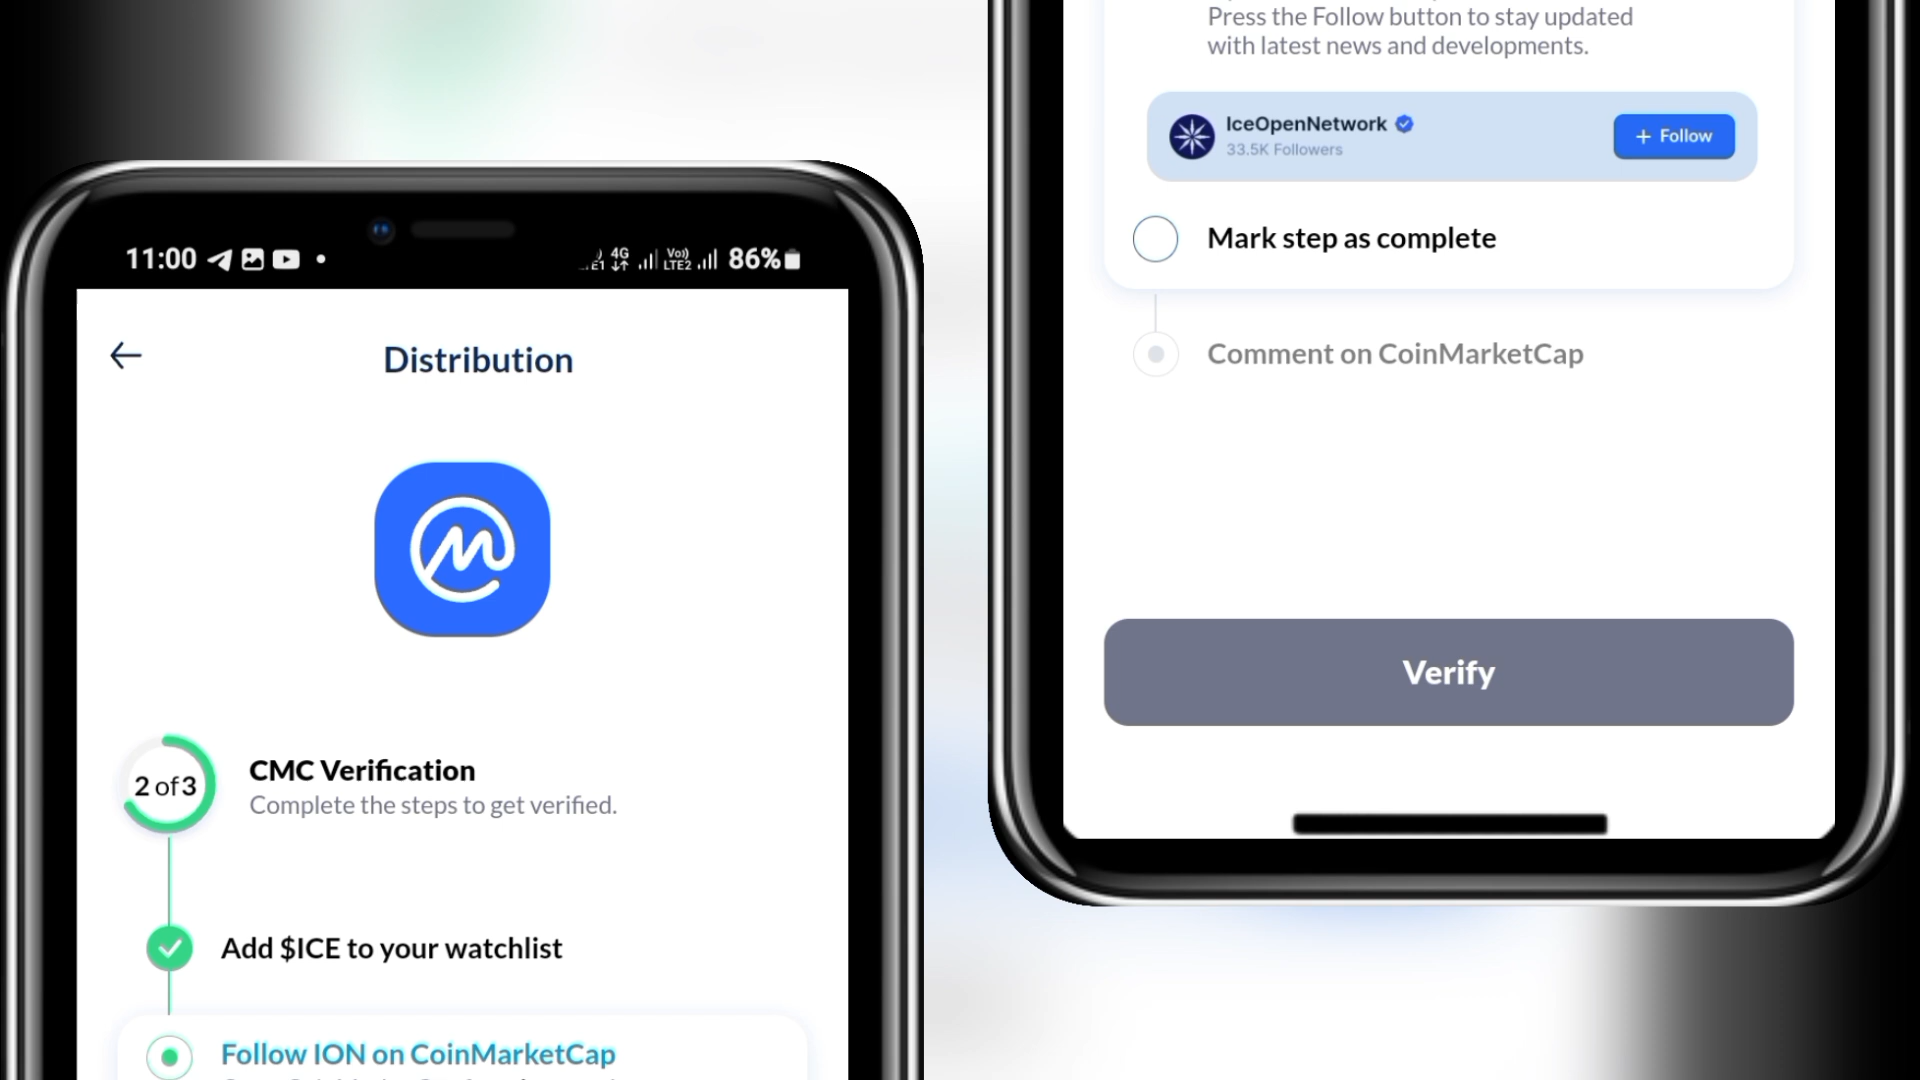 11:00
4G
Vo))
LTE2
86%
Distribution
2 of 3
CMC Verification
Complete the steps to get verified.
Add $ICE to your watchlist
Follow ION on CoinMarketCap
Press the Follow button to stay updated
with latest news and developments.
IceOpenNetwork
33.5K Followers
+ Follow
Mark step as complete
Comment on CoinMarketCap
Verify